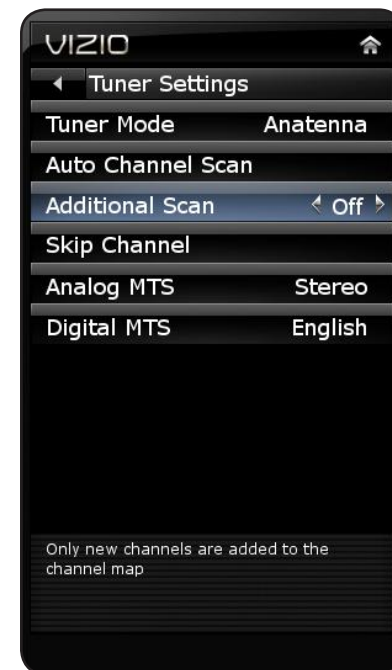 VIZIO
Tuner Settings
Tuner Mode Anatenna
Auto Channel Scan
Additional Scan Off
Skip Channel
Analog MTS Stereo
Digital MTS English
Only new channels are added to the
channel map